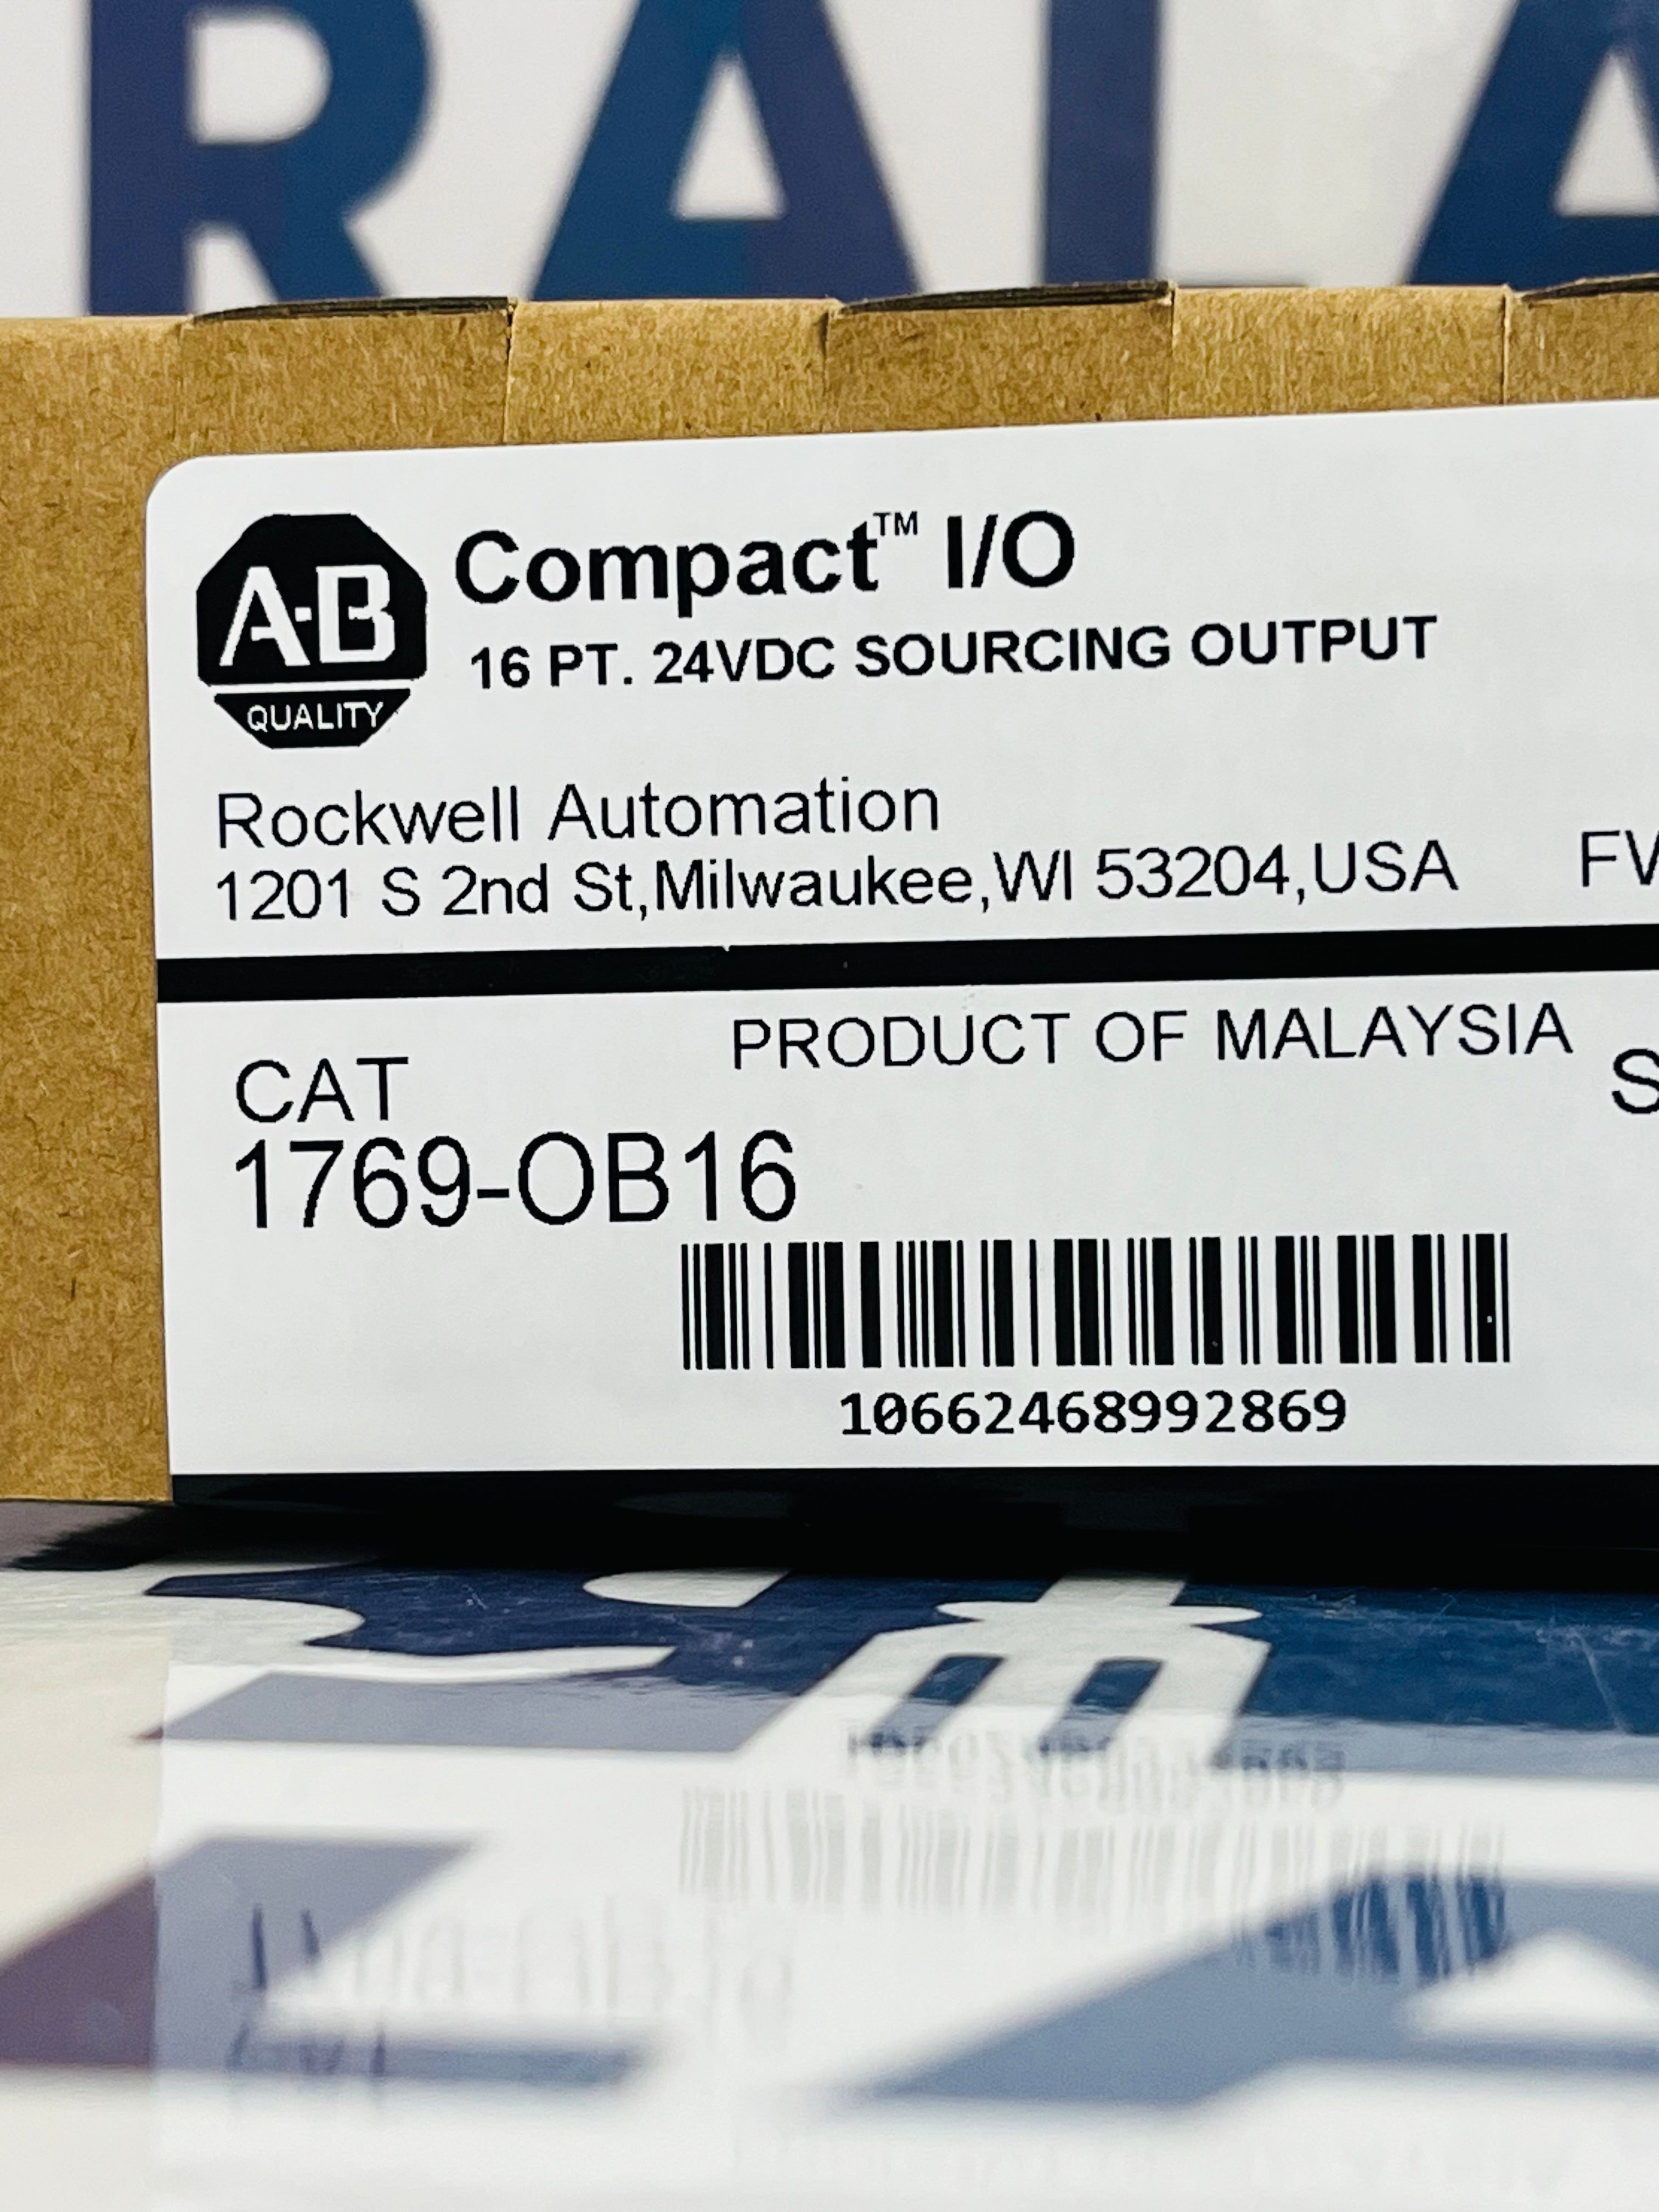 RALA
A-B
QUALITY
Compact™ I/O
16 PT. 24VDC SOURCING OUTPUT
Rockwell Automation
1201 S 2nd St,Milwaukee,WI 53204,USA
PRODUCT OF MALAYSIA
CAT
1769-OB16
10662468992869